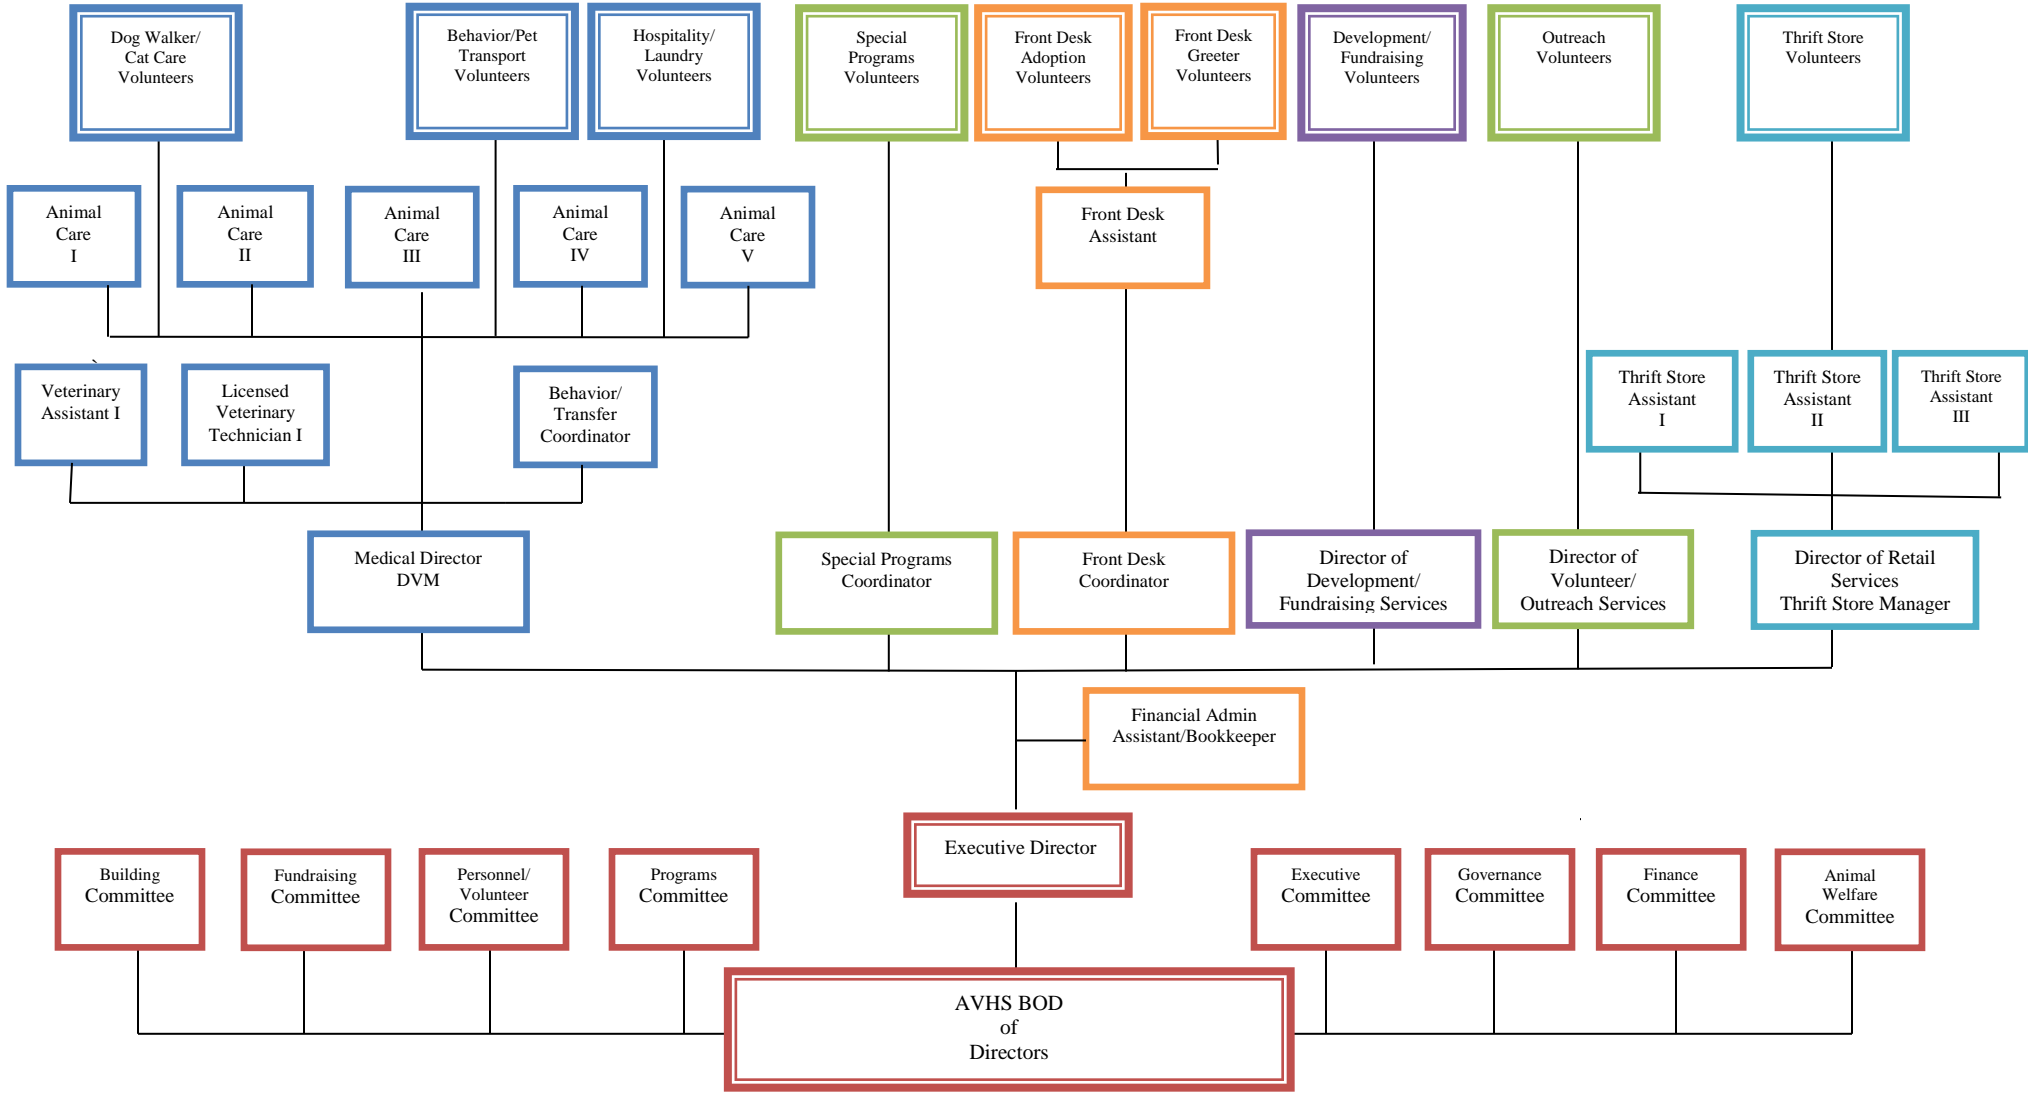 Dog Walker/
Cat Care
Volunteers
Behavior/Pet
Transport
Volunteers
Hospitality/
Laundry
Volunteers
Special
Programs
Volunteers
Front Desk
Adoption
Volunteers
Front Desk
Greeter
Volunteers
Development/
Fundraising
Volunteers
Outreach
Volunteers
Thrift Store
Volunteers
Animal
Care
I
Animal
Care
II
Animal
Care
III
Animal
Care
IV
Animal
Care
V
Front Desk
Assistant
Veterinary
Assistant I
Licensed
Veterinary
Technician I
Behavior/
Transfer
Coordinator
Thrift Store
Assistant
I
Thrift Store
Assistant
II
Thrift Store
Assistant
III
Medical Director
DVM
Special Programs
Coordinator
Front Desk
Coordinator
Director of
Development/
Fundraising Services
Director of
Volunteer/
Outreach Services
Director of Retail
Services
Thrift Store Manager
Financial Admin
Assistant/Bookkeeper
Executive Director
Building
Committee
Fundraising
Committee
Personnel/
Volunteer
Committee
Programs
Committee
Executive
Committee
Governance
Committee
Finance
Committee
Animal
Welfare
Committee
AVHS BOD
of
Directors